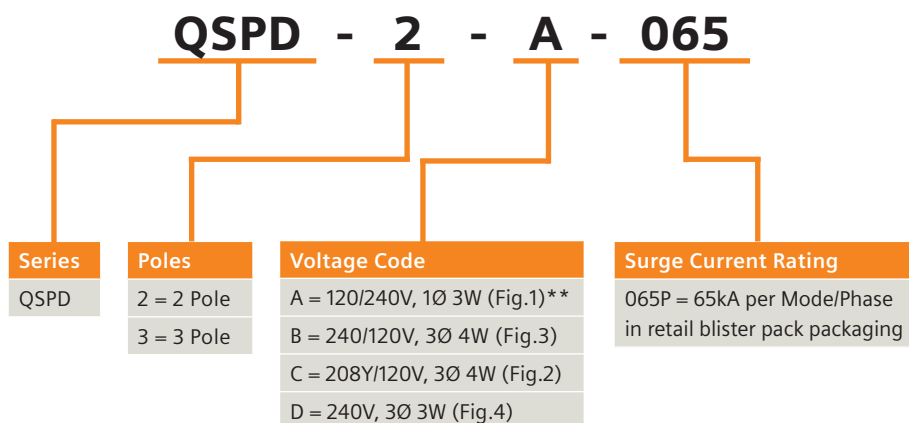 QSPD - 2 - A - 065
Series
QSPD
Poles
2 = 2 Pole
3 = 3 Pole
Voltage Code
A = 120/240V, 1Ø 3W (Fig.1)**
B = 240/120V, 3Ø 4W (Fig.3)
C = 208Y/120V, 3Ø 4W (Fig.2)
D = 240V, 3Ø 3W (Fig.4)
Surge Current Rating
065P = 65kA per Mode/Phase
in retail blister pack packaging